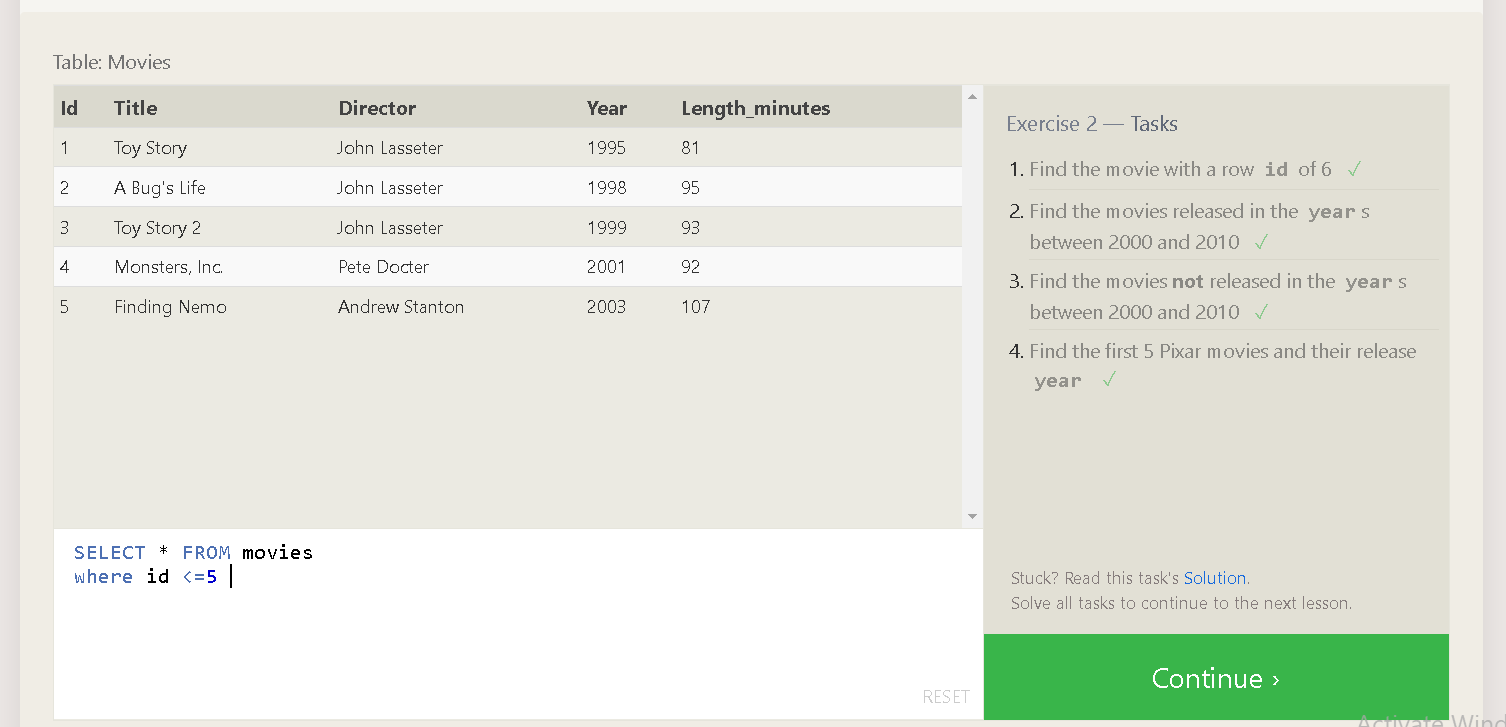 Table: Movies
Id Title Director Year Length_minutes
1 Toy Story John Lasseter 1995 81
2 A Bug's Life John Lasseter 1998 95
3 Toy Story 2 John Lasseter 1999 93
4 Monsters, Inc. Pete Docter 2001 92
5 Finding Nemo Andrew Stanton 2003 107
SELECT * FROM movies
where id <=5
RESET
Exercise 2 — Tasks
1. Find the movie with a row id of 6 ✓
2. Find the movies released in the year s
between 2000 and 2010 ✓
3. Find the movies not released in the year s
between 2000 and 2010 ✓
4. Find the first 5 Pixar movies and their release
year ✓
Stuck? Read this task's Solution.
Solve all tasks to continue to the next lesson.
Continue ›
Activate Wind